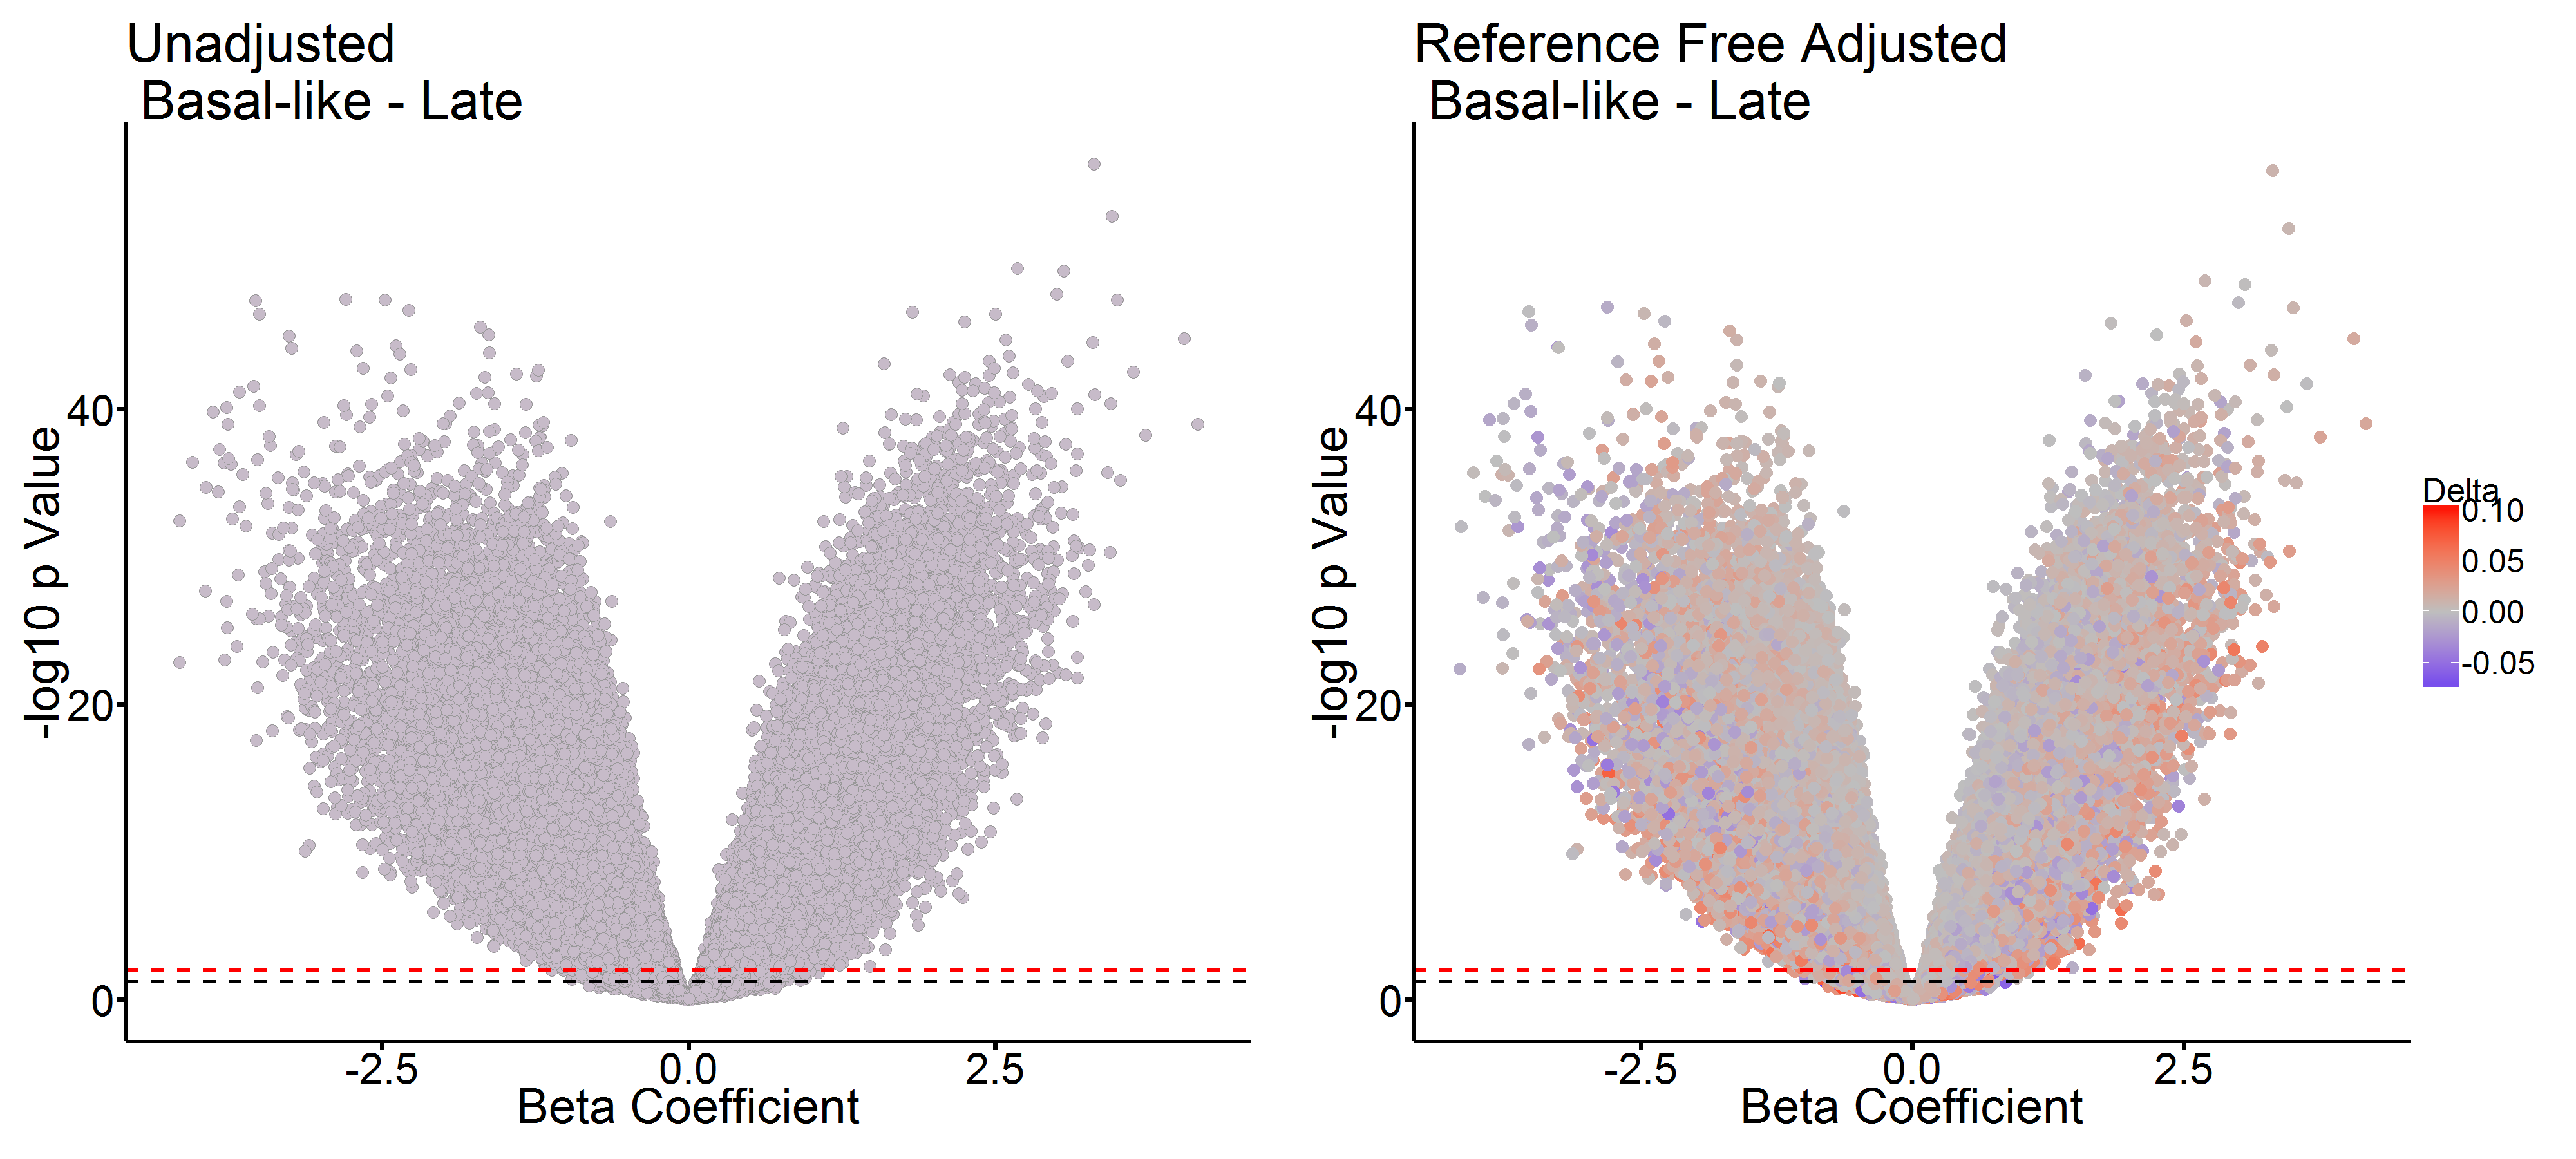 Unadjusted
Basal-like - Late
-log10 p Value
40
20
0
-2.5 0.0 2.5
Beta Coefficient
Reference Free Adjusted
Basal-like - Late
-log10 p Value
40
20
0
-2.5 0.0 2.5
Beta Coefficient
Delta
0.10
0.05
0.00
-0.05